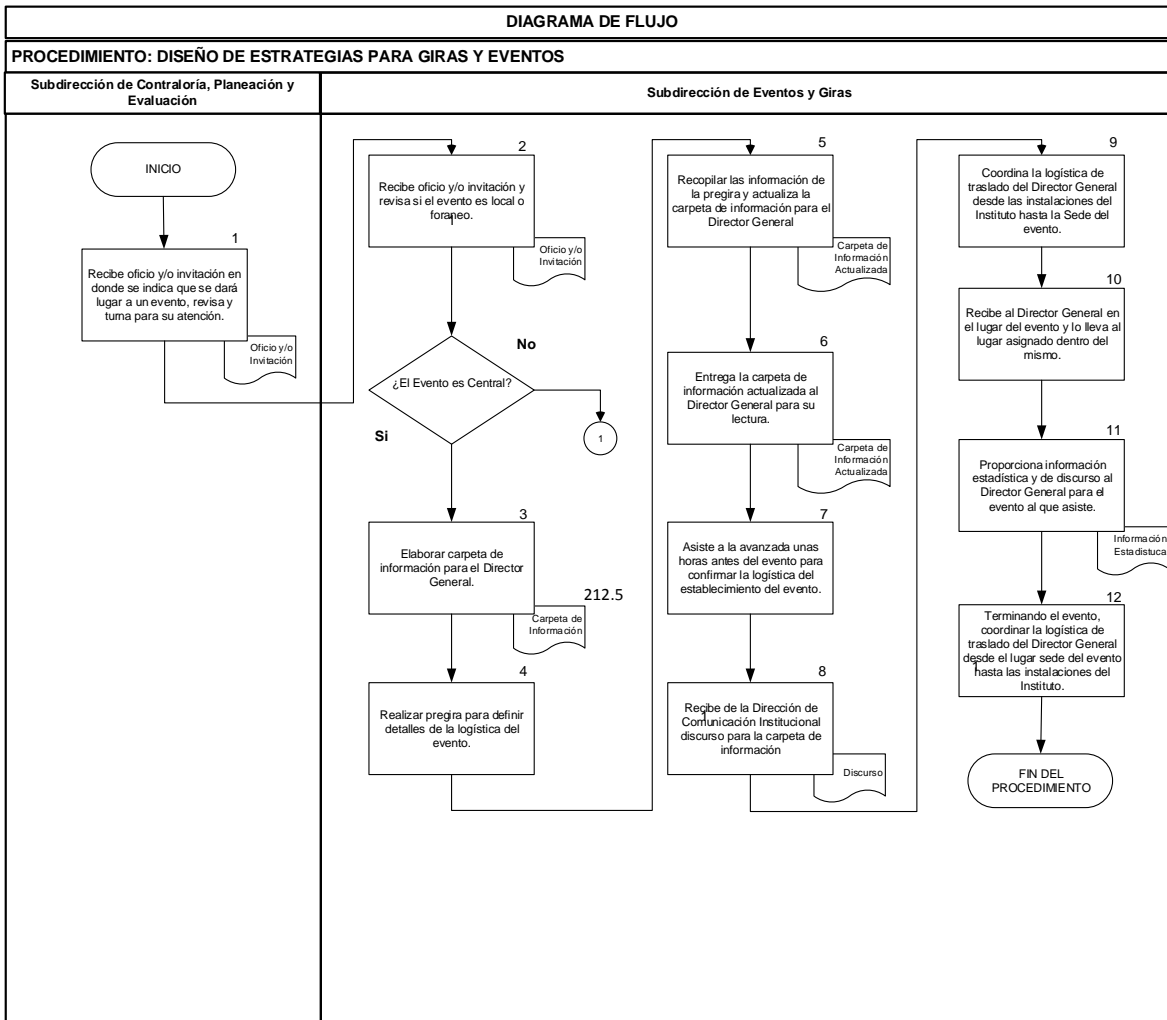 DIAGRAMA DE FLUJO
PROCEDIMIENTO: DISEÑO DE ESTRATEGIAS PARA GIRAS Y EVENTOS
Subdirección de Contraloría, Planeación y
Evaluación
Subdirección de Eventos y Giras
INICIO
1
Recibe oficio y/o invitación en
donde se indica que se dará
lugar a un evento, revisa y
turna para su atención.
Oficio y/o
Invitación
2
Recibe oficio y/o invitación y
revisa si el evento es local o
foraneo.
1
Oficio y/o
Invitación
¿El Evento es Central?
No
Si
1
3
Elaborar carpeta de
información para el Director
General.
212.5
Carpeta de
Información
4
Realizar pregira para definir
detalles de la logística del
evento.
5
Recopilar las información de
la pregira y actualiza la
carpeta de información para el
Director General
Carpeta de
Información
Actualizada
6
Entrega la carpeta de
información actualizada al
Director General para su
lectura.
Carpeta de
Información
Actualizada
7
Asiste a la avanzada unas
horas antes del evento para
confirmar la logística del
establecimiento del evento.
8
Recibe de la Dirección de
Comunicación Institucional
1
discurso para la carpeta de
información
Discurso
9
Coordina la logística de
traslado del Director General
desde las instalaciones del
Instituto hasta la Sede del
evento.
10
Recibe al Director General en
el lugar del evento y lo lleva al
lugar asignado dentro del
mismo.
11
Proporciona información
estadística y de discurso al
Director General para el
evento al que asiste.
Información
Estadistuca
12
Terminando el evento,
coordinar la logística de
traslado del Director General
desde el lugar sede del evento
1
hasta las instalaciones del
Instituto.
FIN DEL
PROCEDIMIENTO